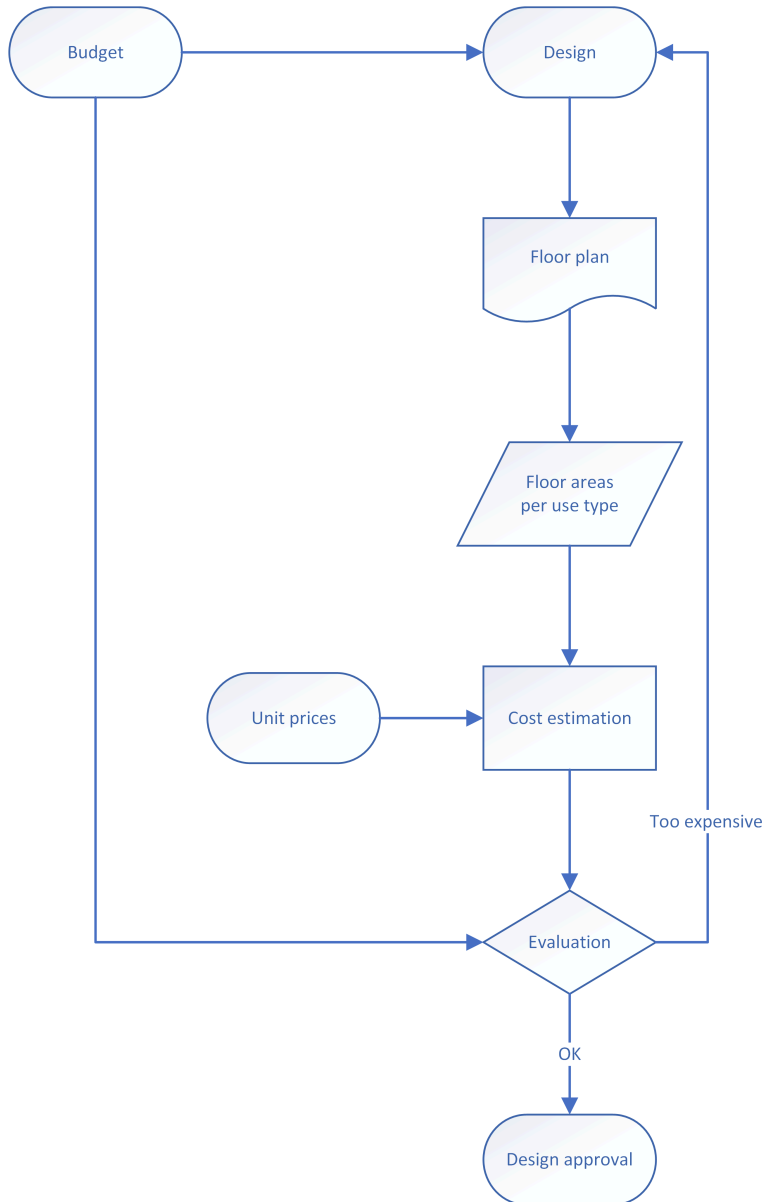 Budget
Design
Floor plan
Floor areas
per use type
Unit prices
Cost estimation
Too expensive
Evaluation
OK
Design approval